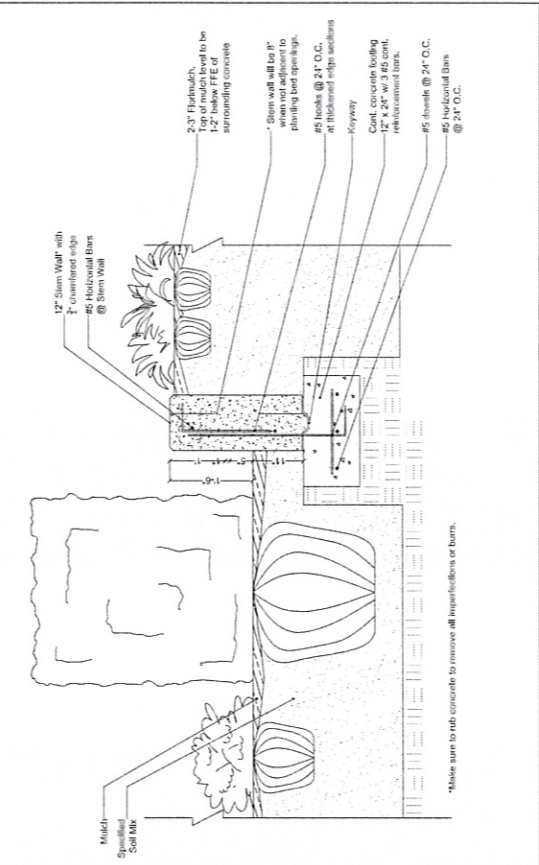 Mulch
Specified
Soil Mix
12" Stem Wall* with
¾" chamfered edge
#5 Horizontal Bars
@ Stem Wall
2-3" Florimulch.
Top of mulch level to be
1-2" below FFE of
surrounding concrete
* Stem wall will be 8"
when not adjacent to
planting bed openings.
#5 hooks @ 24" O.C.
at thickened edge secitons
Keyway
Cont. concrete footing
12" x 24" w/ 3 #5 cont.
reinforcement bars.
#5 dowels @ 24" O.C.
#5 Horizontal Bars
@ 24" O.C.
1'-6"
11"
*Make sure to rub concrete to remove all imperfections or burrs.